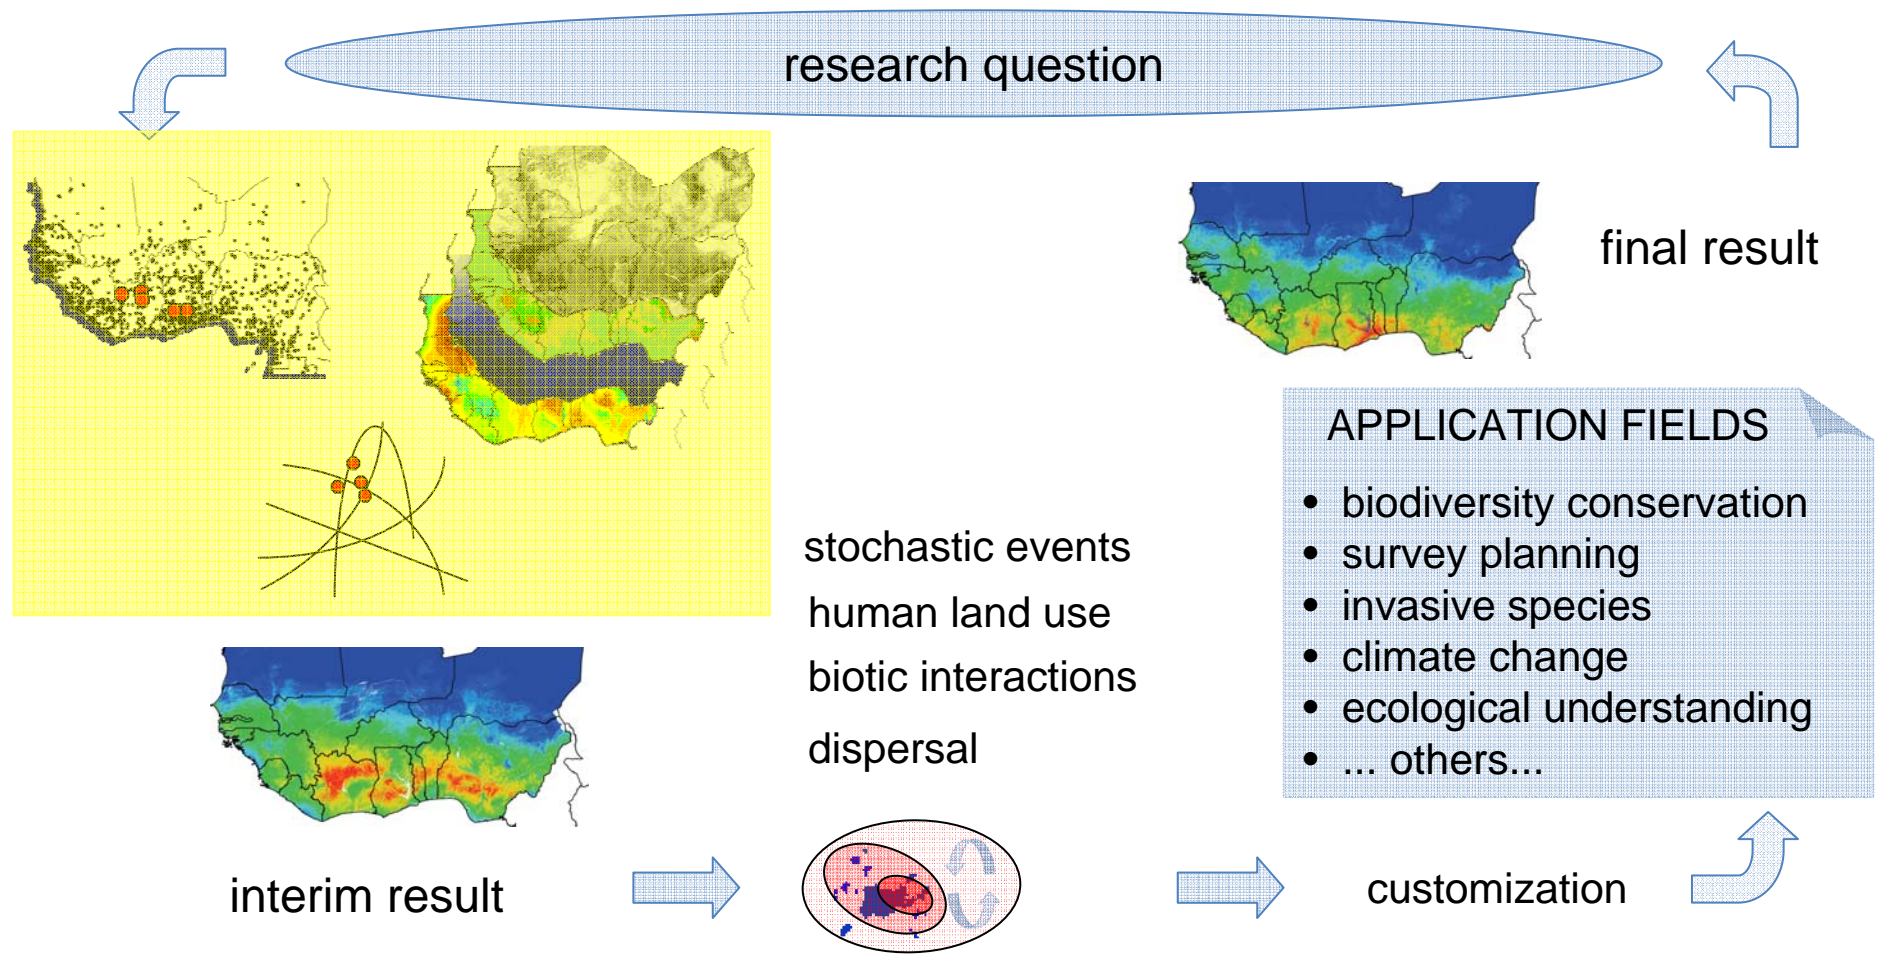 research question
final result
APPLICATION FIELDS
• biodiversity conservation
• survey planning
• invasive species
• climate change
• ecological understanding
• ... others...
stochastic events
human land use
biotic interactions
dispersal
interim result
customization